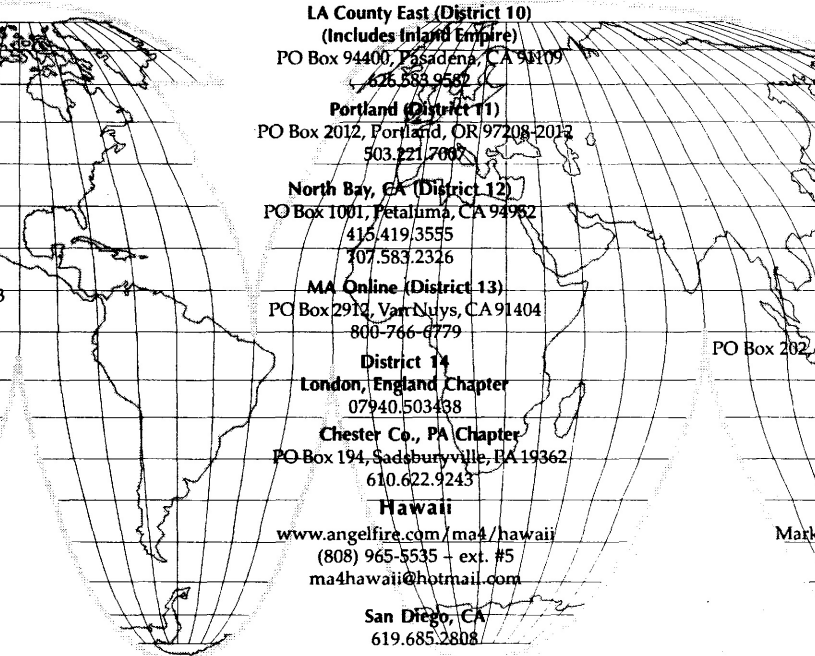 LA County East (District 10)
(Includes Inland Empire)
PO Box 94400, Pasadena, CA 91109
626.583.9582
Portland (District 11)
PO Box 2012, Portland, OR 97208-2012
503.221.7007
North Bay, CA (District 12)
PO Box 1001, Petaluma, CA 94952
415.419.3555
707.583.2326
MA Online (District 13)
PO Box 2912, Van Nuys, CA 91404
800-766-6779
District 14
London, England Chapter
07940.503438
Chester Co., PA Chapter
PO Box 194, Sadsburyville, PA 19362
610.622.9243
Hawaii
www.angelfire.com/ma4/hawaii
(808) 965-5535 – ext. #5
ma4hawaii@hotmail.com
San Diego, CA
619.685.2808
3
PO Box 202,
Mark